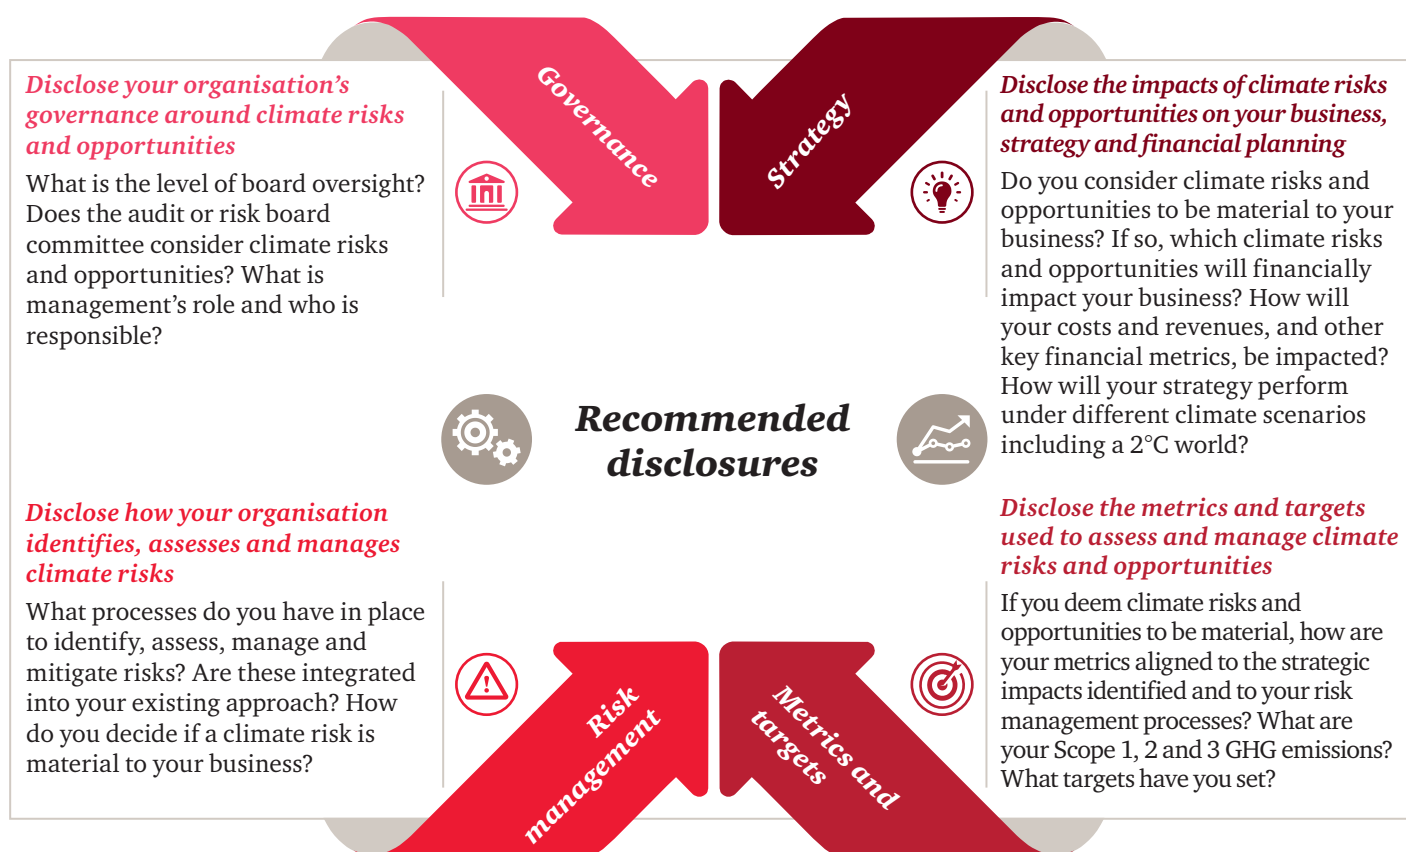 Governance
Strategy
Disclose your organisation’s
governance around climate risks
and opportunities
What is the level of board oversight?
Does the audit or risk board
committee consider climate risks
and opportunities? What is
management’s role and who is
responsible?
Disclose the impacts of climate risks
and opportunities on your business,
strategy and financial planning
Do you consider climate risks and
opportunities to be material to your
business? If so, which climate risks
and opportunities will financially
impact your business? How will
your costs and revenues, and other
key financial metrics, be impacted?
How will your strategy perform
under different climate scenarios
including a 2°C world?
Recommended
disclosures
Disclose how your organisation
identifies, assesses and manages
climate risks
What processes do you have in place
to identify, assess, manage and
mitigate risks? Are these integrated
into your existing approach? How
do you decide if a climate risk is
material to your business?
Risk
management
Metrics and
targets
Disclose the metrics and targets
used to assess and manage climate
risks and opportunities
If you deem climate risks and
opportunities to be material, how are
your metrics aligned to the strategic
impacts identified and to your risk
management processes? What are
your Scope 1, 2 and 3 GHG emissions?
What targets have you set?